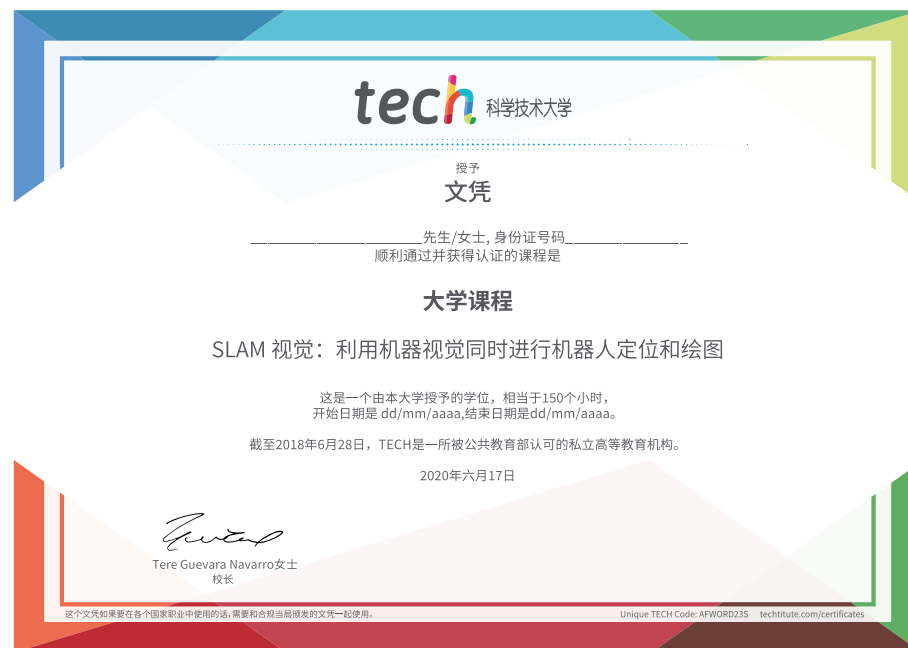 tech 科学技术大学
授予
文凭
______________________先生/女士, 身份证号码________________
顺利通过并获得认证的课程是
大学课程
SLAM 视觉：利用机器视觉同时进行机器人定位和绘图
这是一个由本大学授予的学位，相当于150个小时，
开始日期是 dd/mm/aaaa,结束日期是dd/mm/aaaa。
截至2018年6月28日，TECH是一所被公共教育部认可的私立高等教育机构。
2020年六月17日
Tere Guevara Navarro女士
校长
这个文凭如果要在各个国家职业中使用的话,需要和合规当局颁发的文凭一起使用。
Unique TECH Code: AFWORD23S techtitute.com/certificates